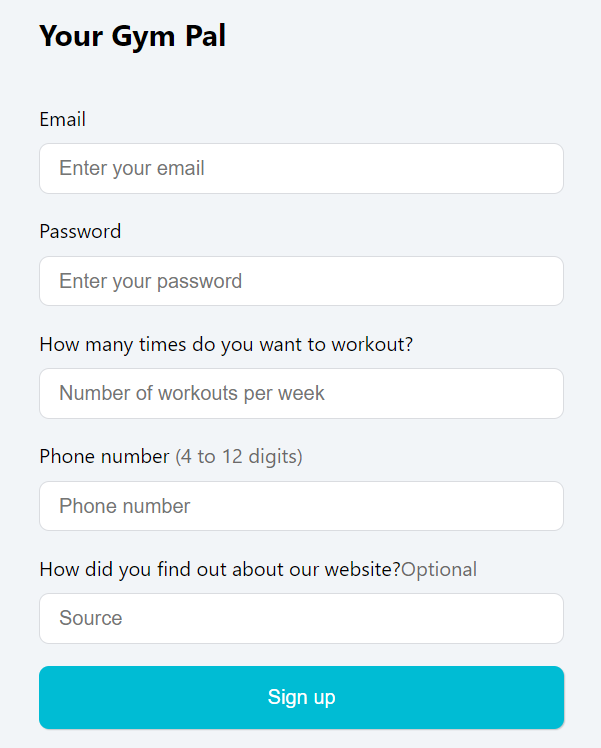 Your Gym Pal
Email
Enter your email
Password
Enter your password
How many times do you want to workout?
Number of workouts per week
Phone number (4 to 12 digits)
Phone number
How did you find out about our website?Optional
Source
Sign up